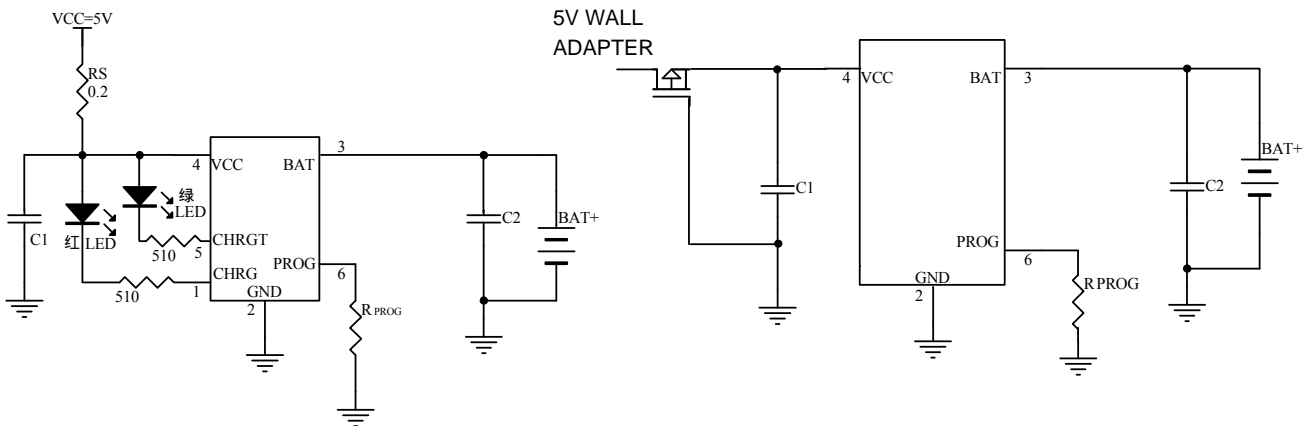 VCC=5V
RS
0.2
4
VCC
BAT
3
绿
LED
C1
红 LED
510
5
CHRGT
CHRG
510
1
PROG
6
GND
2
R PROG
C2
BAT+
5V WALL
ADAPTER
4
VCC
BAT
3
C1
PROG
6
GND
2
R PROG
C2
BAT+